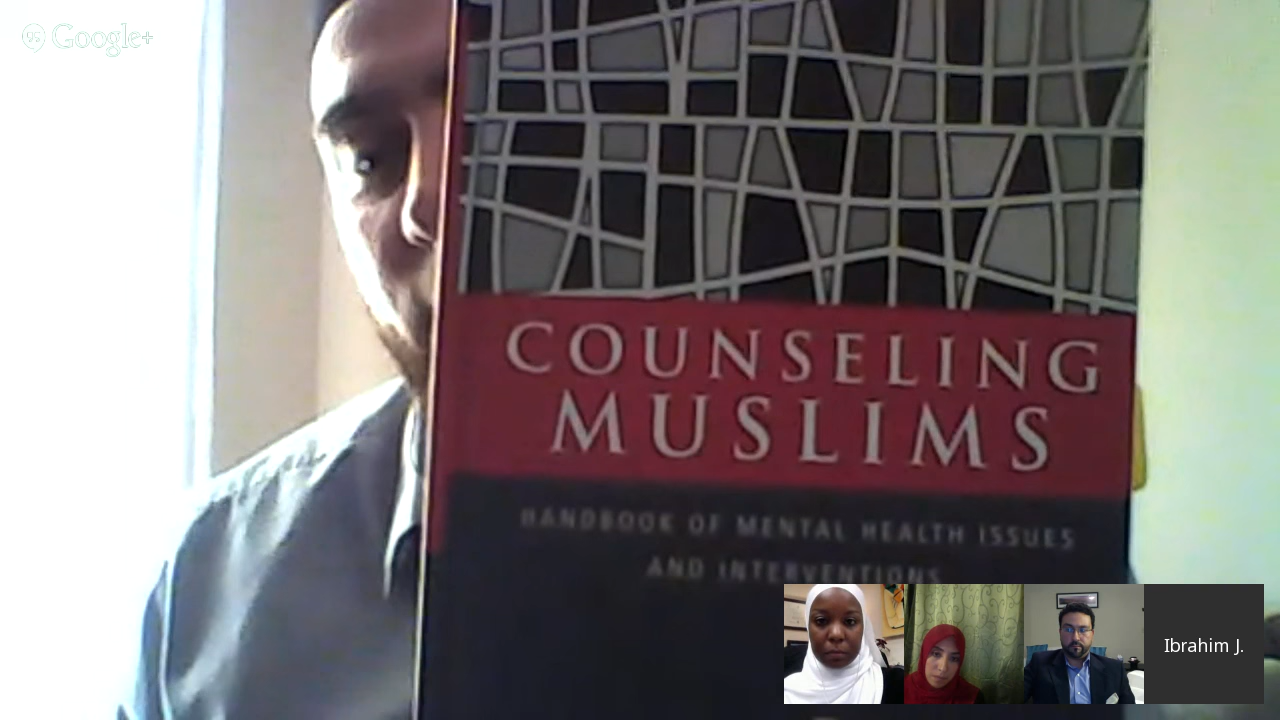 Google+
COUNSELING
MUSLIMS
HANDBOOK OF MENTAL HEALTH ISSUES
AND INTERVENTIONS
Ibrahim J.